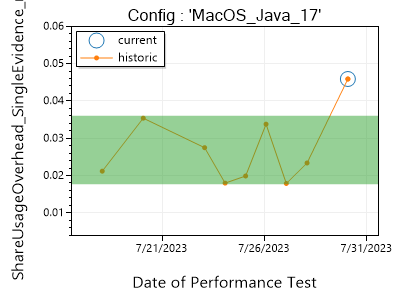 Config : 'MacOS_Java_17'
current
historic
ShareUsageOverhead_SingleEvidence_
0.06
0.05
0.04
0.03
0.02
0.01
7/21/2023
7/26/2023
7/31/2023
Date of Performance Test